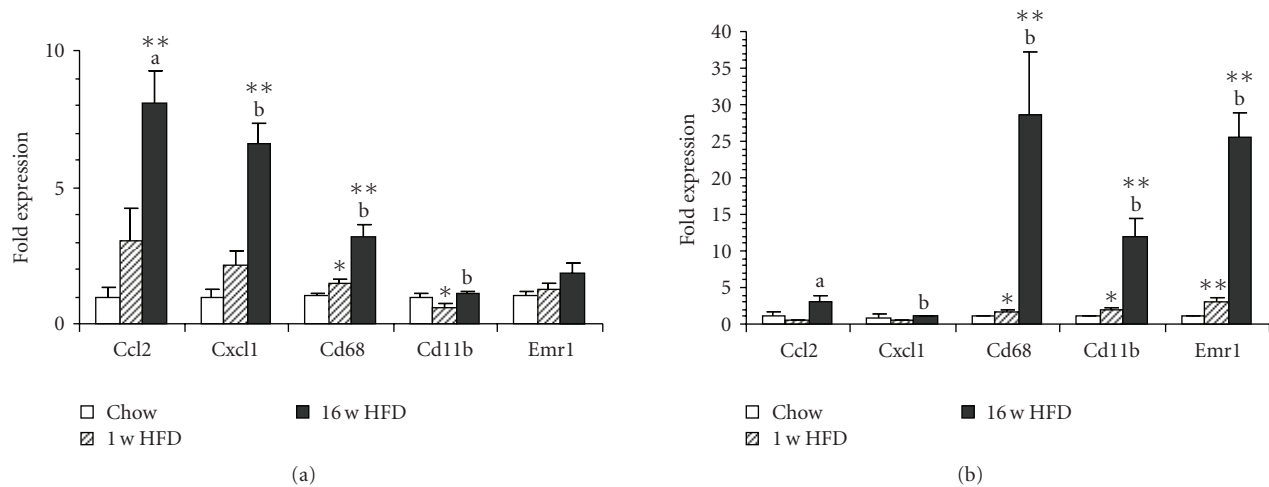 Fold expression
10
5
0
**
a
**
b
*
**
b
*
b
Ccl2 Cxcl1 Cd68 Cd11b Emr1
Chow
1 w HFD
16 w HFD
(a)
Fold expression
40
35
30
25
20
15
10
5
0
a
b
*
**
b
*
**
b
**
**
b
Ccl2 Cxcl1 Cd68 Cd11b Emr1
Chow
1 w HFD
16 w HFD
(b)